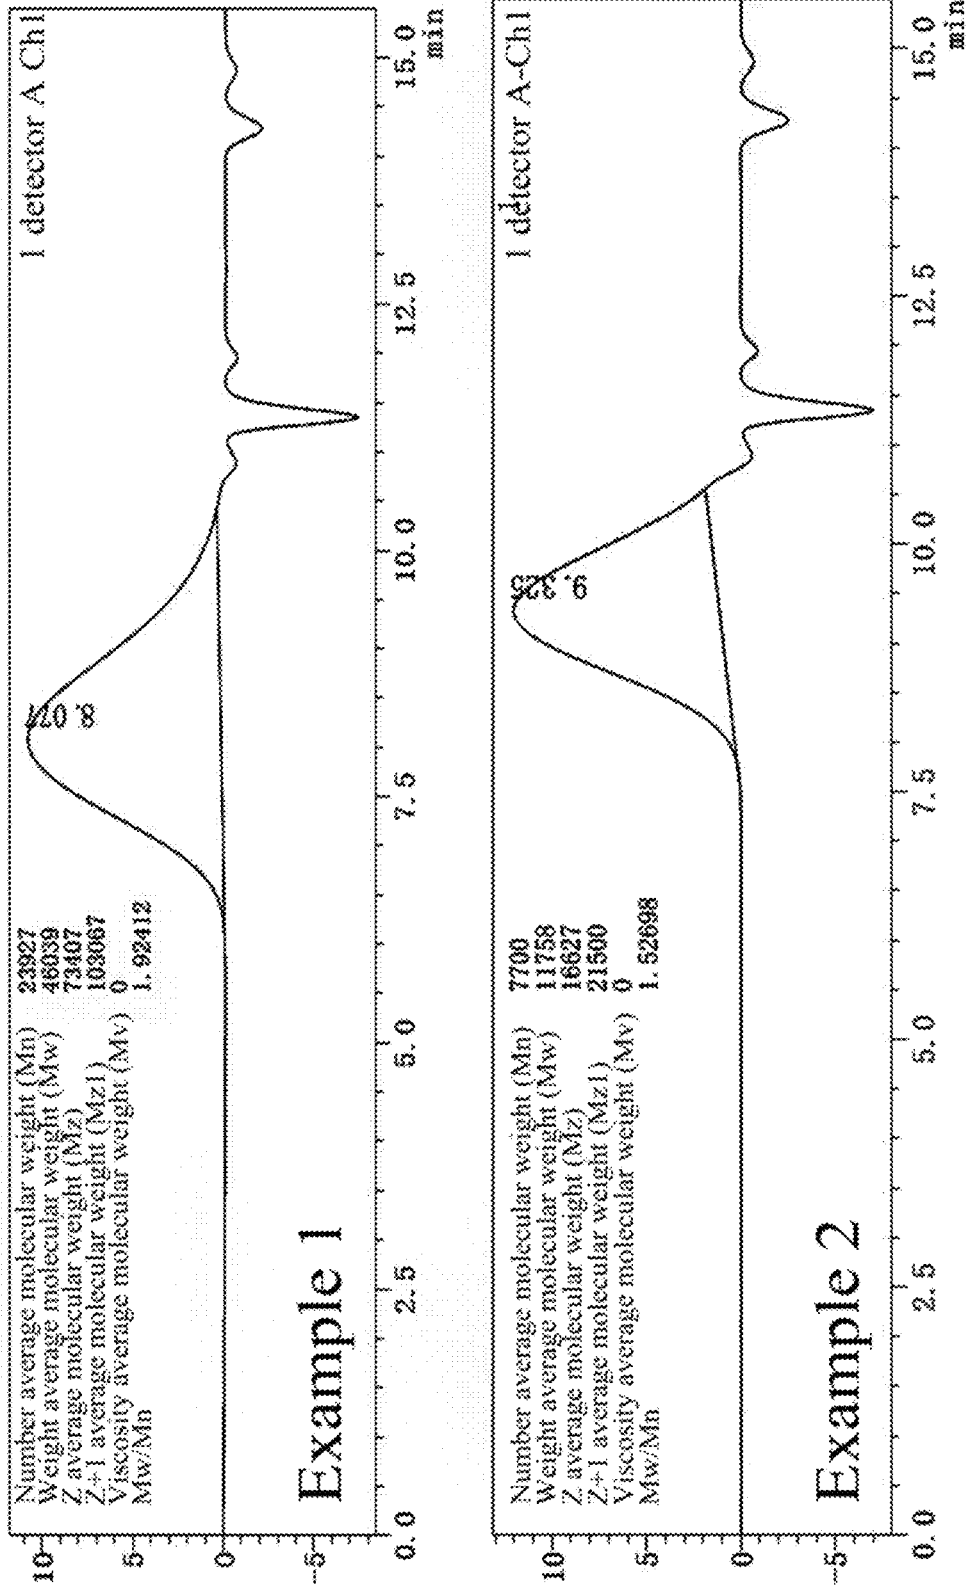 1 detector A Ch1
Number average molecular weight (Mn) 23927
Weight average molecular weight (Mw) 46039
Z average molecular weight (Mz) 73407
Z+1 average molecular weight (Mz1) 103067
Viscosity average molecular weight (Mv) 0
Mw/Mn 1.92412
8.077
10
5
0
-5
Example 1
0.0 2.5 5.0 7.5 10.0 12.5 15.0
min
1 detector A-Ch1
Number average molecular weight (Mn) 7700
Weight average molecular weight (Mw) 11758
Z average molecular weight (Mz) 16627
Z+1 average molecular weight (Mz1) 21500
Viscosity average molecular weight (Mv) 0
Mw/Mn 1.52698
9.325
10
5
0
-5
Example 2
0.0 2.5 5.0 7.5 10.0 12.5 15.0
min